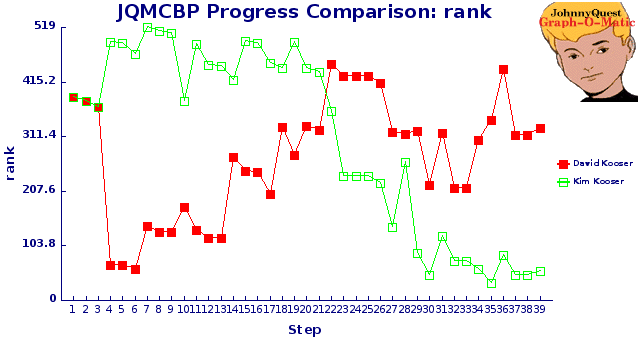 JQMCBP Progress Comparison: rank
JohnnyQuest
Graph-O-Matic
519
415.2
311.4
207.6
103.8
0
rank
David Kooser
Kim Kooser
1 2 3 4 5 6 7 8 9 10 11 12 13 14 15 16 17 18 19 20 21 22 23 24 25 26 27 28 29 30 31 32 33 34 35 36 37 38 39
Step